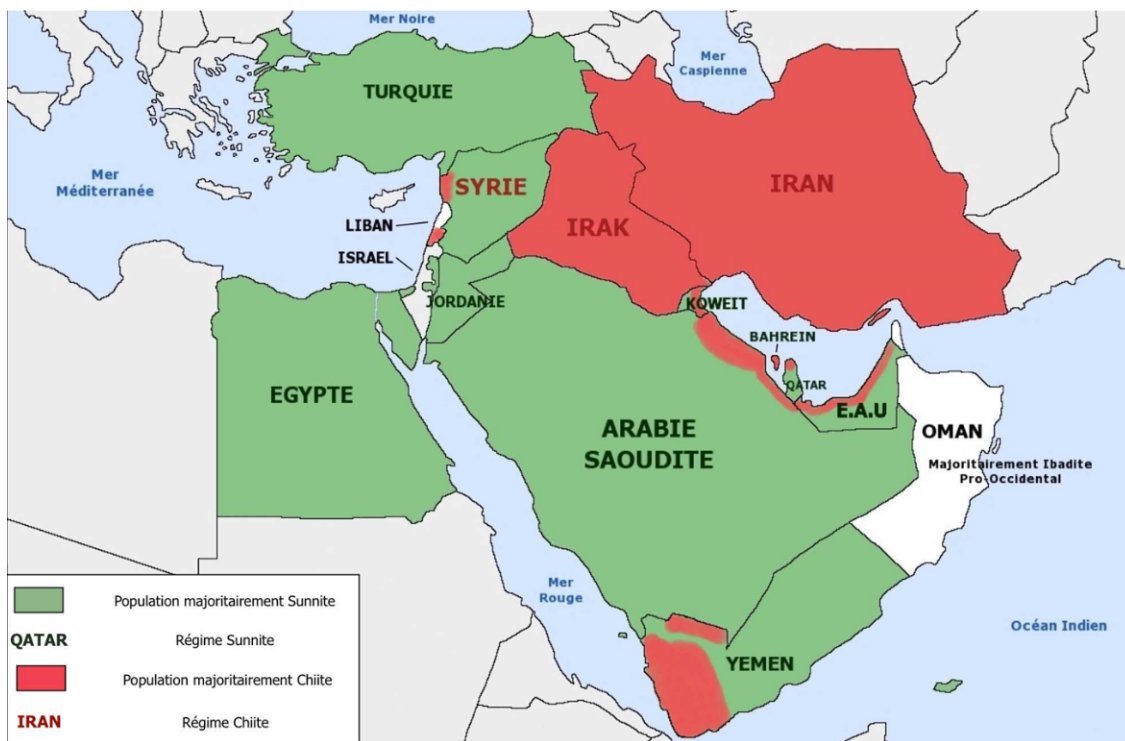 Mer Noire
Mer
Caspienne
TURQUIE
Mer
Méditerranée
SYRIE
IRAN
LIBAN
IRAK
ISRAEL
JORDANIE
KOWEIT
BAHREIN
QATAR
EGYPTE
E.A.U
ARABIE
SAOUDITE
OMAN
Majoritairement Ibadite
Pro-Occidental
Mer
Rouge
Océan Indien
YEMEN
Population majoritairement Sunnite
QATAR
Régime Sunnite
Population majoritairement Chiite
IRAN
Régime Chiite